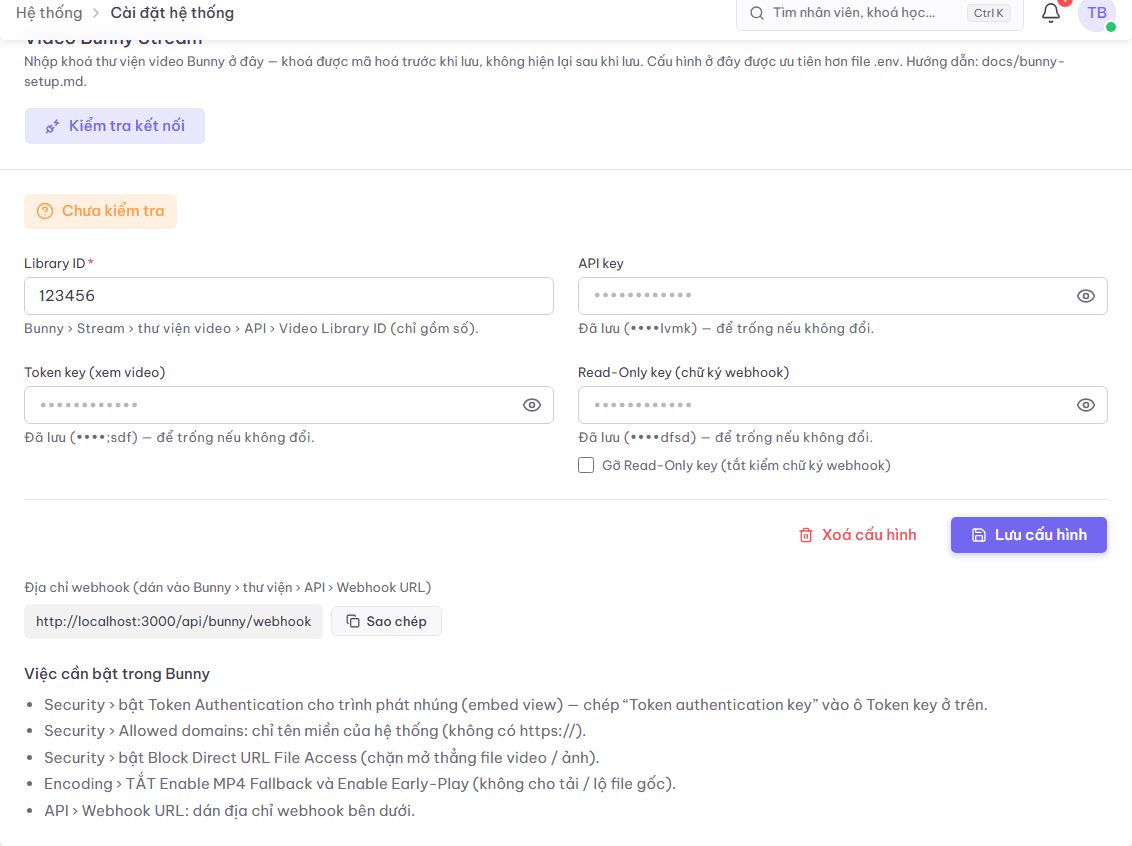 Hệ thống > Cài đặt hệ thống
Tìm nhân viên, khoá học... Ctrl K
TB
Video Bunny Stream
Nhập khoá thư viện video Bunny ở đây — khoá được mã hoá trước khi lưu, không hiện lại sau khi lưu. Cấu hình ở đây được ưu tiên hơn file .env. Hướng dẫn: docs/bunny-
setup.md.
Kiểm tra kết nối
Chưa kiểm tra
Library ID *
123456
Bunny > Stream > thư viện video > API > Video Library ID (chỉ gồm số).
API key
••••••••••••
Đã lưu (••••lvmk) — để trống nếu không đổi.
Token key (xem video)
••••••••••••
Đã lưu (••••;sdf) — để trống nếu không đổi.
Read-Only key (chữ ký webhook)
••••••••••••
Đã lưu (••••dfsd) — để trống nếu không đổi.
Gỡ Read-Only key (tắt kiểm chữ ký webhook)
Xoá cấu hình
Lưu cấu hình
Địa chỉ webhook (dán vào Bunny > thư viện > API > Webhook URL)
http://localhost:3000/api/bunny/webhook
Sao chép
Việc cần bật trong Bunny
• Security > bật Token Authentication cho trình phát nhúng (embed view) — chép “Token authentication key” vào ô Token key ở trên.
• Security > Allowed domains: chỉ tên miền của hệ thống (không có https://).
• Security > bật Block Direct URL File Access (chặn mở thẳng file video / ảnh).
• Encoding > TẮT Enable MP4 Fallback và Enable Early-Play (không cho tải / lộ file gốc).
• API > Webhook URL: dán địa chỉ webhook bên dưới.